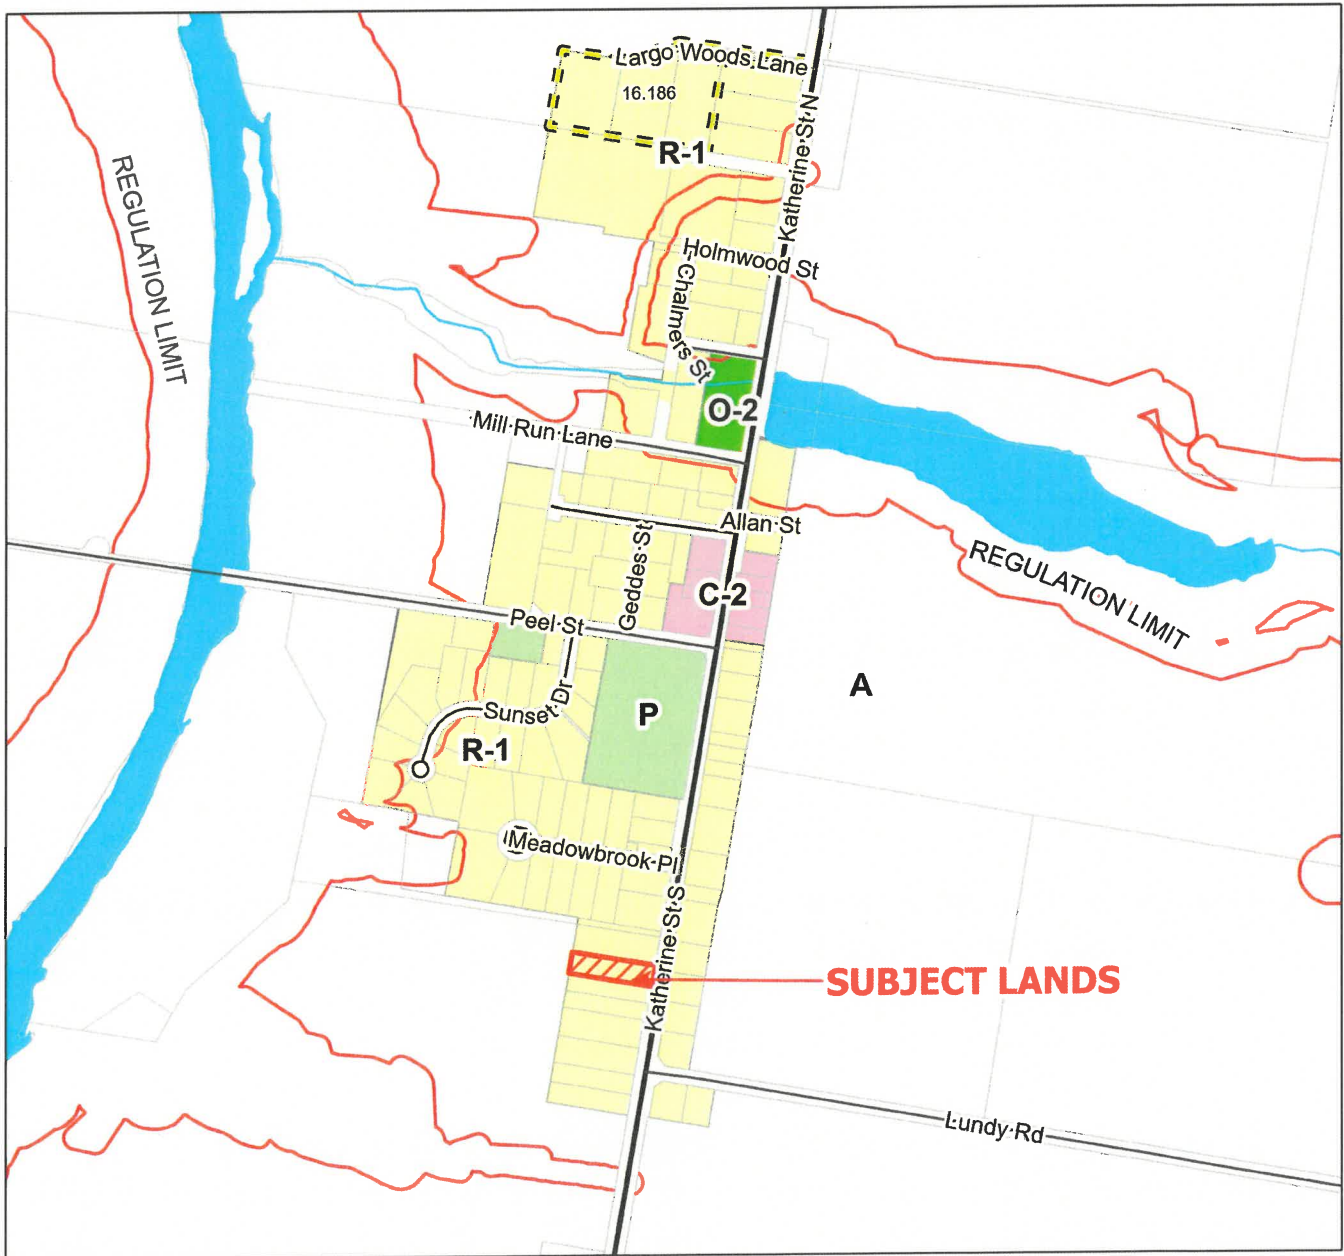 Largo Woods Lane
16.186
R-1
Katherine St N
REGULATION LIMIT
Holmwood St
Chalmers St
O-2
Mill Run Lane
Allan St
Geddes St
REGULATION LIMIT
C-2
Peel St
A
P
Sunset Dr
R-1
Meadowbrook Pl
Katherine St S
SUBJECT LANDS
Lundy Rd